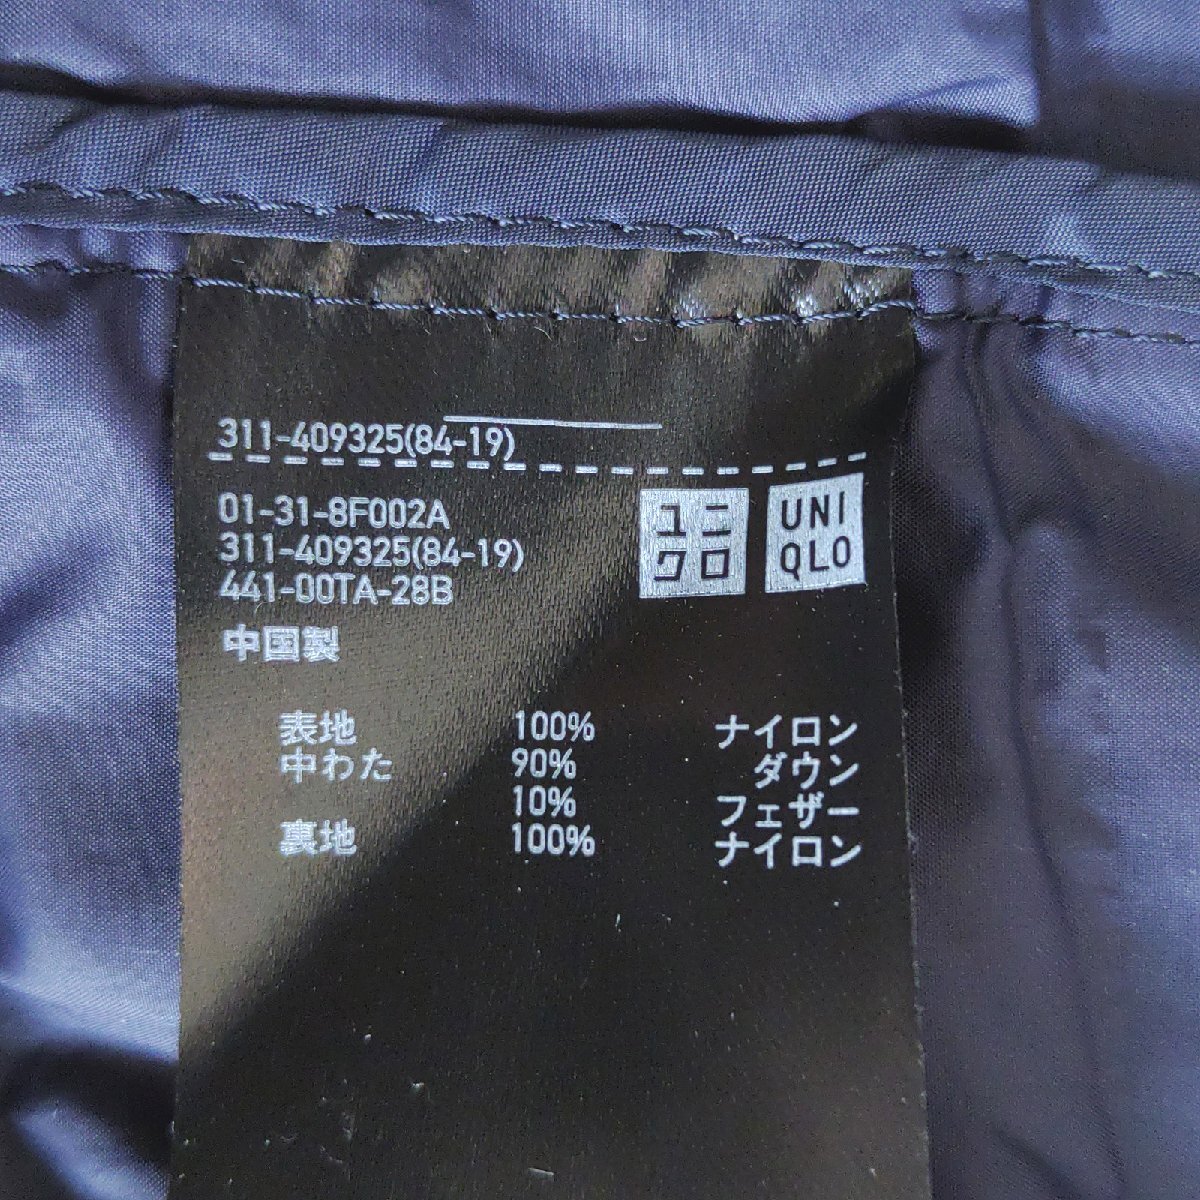 311-409325(84-19)
01-31-8F002A
311-409325(84-19)
441-00TA-28B
中国製
ユニ
クロ
UNI
QLO
表地 100% ナイロン
中わた 90% ダウン
10% フェザー
裏地 100% ナイロン